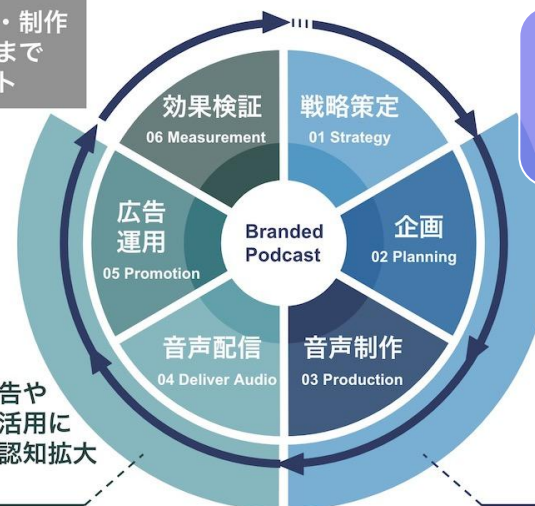 ・制作
まで
ト
効果検証
06 Measurement
戦略策定
01 Strategy
広告
運用
05 Promotion
Branded
Podcast
企画
02 Planning
音声配信
04 Deliver Audio
音声制作
03 Production
告や
活用に
認知拡大